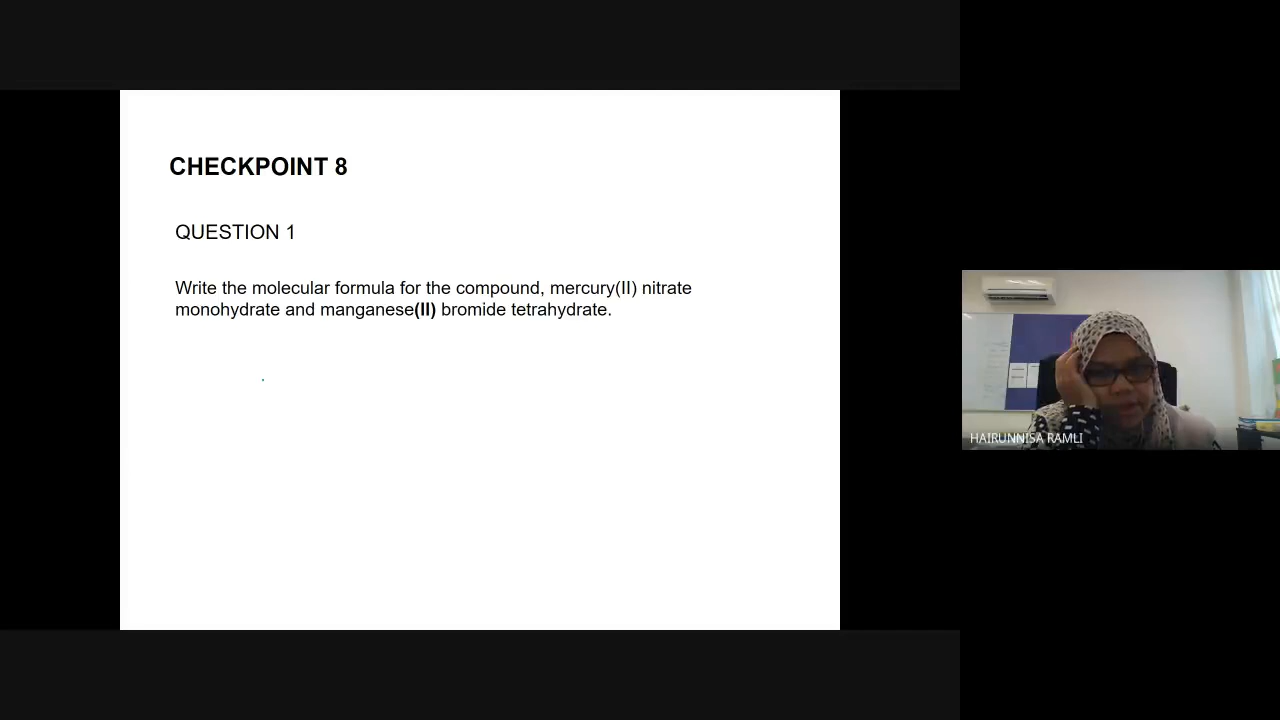 CHECKPOINT 8
QUESTION 1
Write the molecular formula for the compound, mercury(II) nitrate
monohydrate and manganese(II) bromide tetrahydrate.
HAIRUNNISA RAMLI